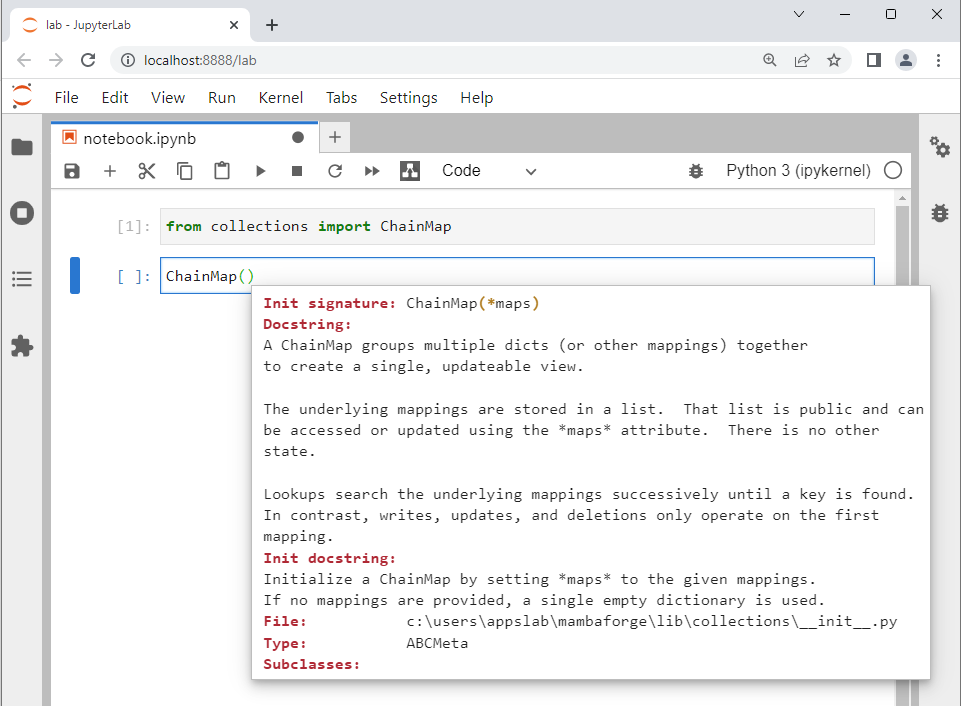 lab - JupyterLab
localhost:8888/lab
File Edit View Run Kernel Tabs Settings Help
notebook.ipynb
Code Python 3 (ipykernel)
[1]: from collections import ChainMap
[ ]: ChainMap()
Init signature: ChainMap(*maps)
Docstring:
A ChainMap groups multiple dicts (or other mappings) together
to create a single, updateable view.
The underlying mappings are stored in a list.  That list is public and can
be accessed or updated using the *maps* attribute.  There is no other
state.
Lookups search the underlying mappings successively until a key is found.
In contrast, writes, updates, and deletions only operate on the first
mapping.
Init docstring:
Initialize a ChainMap by setting *maps* to the given mappings.
If no mappings are provided, a single empty dictionary is used.
File: c:\users\appslab\mambaforge\lib\collections\__init__.py
Type: ABCMeta
Subclasses: